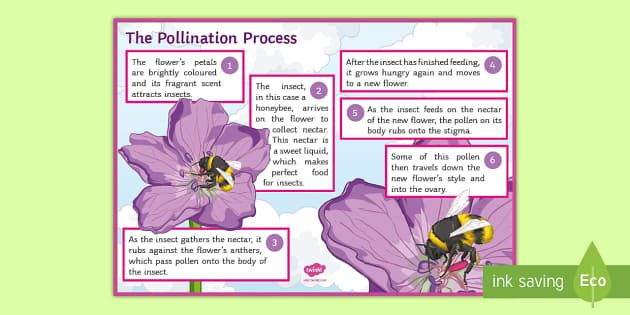 The Pollination Process
The flower's petals
are brightly coloured
and its fragrant scent
attracts insects.
1
The insect,
in this case a
honeybee, arrives
on the flower to
collect nectar.
This nectar is
a sweet liquid,
which makes
perfect food
for insects.
2
As the insect gathers the nectar, it
rubs against the flower's anthers,
which pass pollen onto the body of
the insect.
3
After the insect has finished feeding,
it grows hungry again and moves
to a new flower.
4
5
As the insect feeds on the nectar
of the new flower, the pollen on its
body rubs onto the stigma.
Some of this pollen
then travels down the
new flower's style and
into the ovary.
6
twinkl
ink saving
Eco